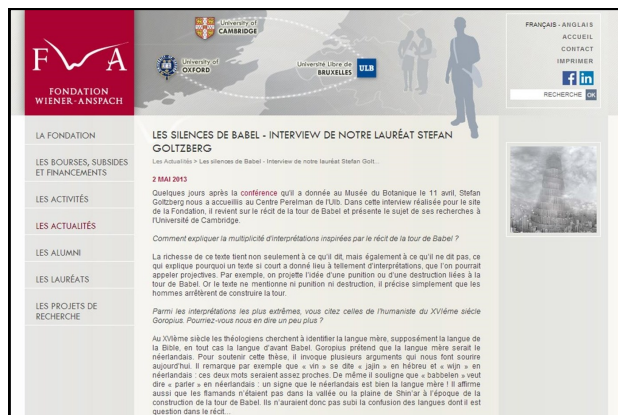 University of
CAMBRIDGE
University of
OXFORD
Université Libre de
BRUXELLES
ULB
FRANÇAIS - ANGLAIS
ACCUEIL
CONTACT
IMPRIMER
f in
RECHERCHE OK
FWA
FONDATION
WIENER-ANSPACH
LA FONDATION
LES BOURSES, SUBSIDES
ET FINANCEMENTS
LES ACTIVITÉS
LES ACTUALITÉS
LES ALUMNI
LES LAURÉATS
LES PROJETS DE
RECHERCHE
LES SILENCES DE BABEL - INTERVIEW DE NOTRE LAURÉAT STEFAN
GOLTZBERG
Les Actualités > Les silences de Babel - Interview de notre lauréat Stefan Golt...
2 MAI 2013
Quelques jours après la conférence qu'il a donnée au Musée du Botanique le 11 avril, Stefan
Goltzberg nous a accueillis au Centre Perelman de l'Ulb. Dans cette interview réalisée pour le site
de la Fondation, il revient sur le récit de la tour de Babel et présente le sujet de ses recherches à
l'Université de Cambridge.
Comment expliquer la multiplicité d'interprétations inspirées par le récit de la tour de Babel ?
La richesse de ce texte tient non seulement à ce qu'il dit, mais également à ce qu'il ne dit pas, ce
qui explique pourquoi un texte si court a donné lieu à tellement d'interprétations, que l'on pourrait
appeler projectives. Par exemple, on projette l'idée d'une punition ou d'une destruction liées à la
tour de Babel. Or le texte ne mentionne ni punition ni destruction, il précise simplement que les
hommes arrêtèrent de construire la tour.
Parmi les interprétations les plus extrêmes, vous citez celles de l'humaniste du XVIème siècle
Goropius. Pourriez-vous nous en dire un peu plus ?
Au XVIème siècle les théologiens cherchent à identifier la langue mère, supposément la langue de
la Bible, en tout cas la langue d'avant Babel. Goropius prétend que la langue mère serait le
néerlandais. Pour soutenir cette thèse, il invoque plusieurs arguments qui nous font sourire
aujourd'hui. Il remarque par exemple que « vin » se dite « jajin » en hébreu et « wijn » en
néerlandais : ces deux mots seraient assez proches. De même il souligne que « babbelen » veut
dire « parler » en néerlandais : un signe que le néerlandais est bien la langue mère ! Il affirme
aussi que les flamands n'étaient pas dans la vallée ou la plaine de Shin'ar à l'époque de la
construction de la tour de Babel. Ils n'auraient donc pas subi la confusion des langues dont il est
question dans le récit...